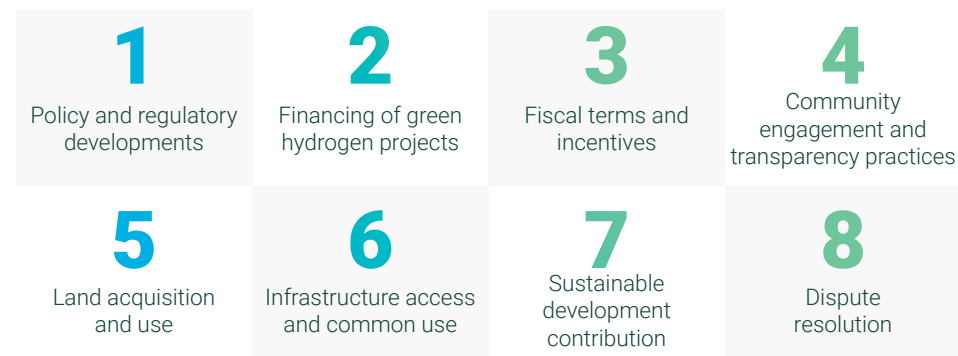 1
Policy and regulatory
developments
2
Financing of green
hydrogen projects
3
Fiscal terms and
incentives
4
Community
engagement and
transparency practices
5
Land acquisition
and use
6
Infrastructure access
and common use
7
Sustainable
development
contribution
8
Dispute
resolution